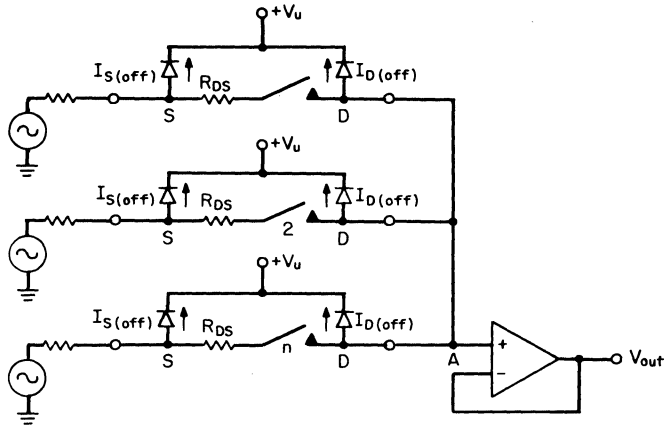 +Vu
IS(off)
RDS
ID(off)
S
D
+Vu
IS(off)
RDS
ID(off)
S
2
D
+Vu
IS(off)
RDS
ID(off)
S
n
D
A
+
−
Vout